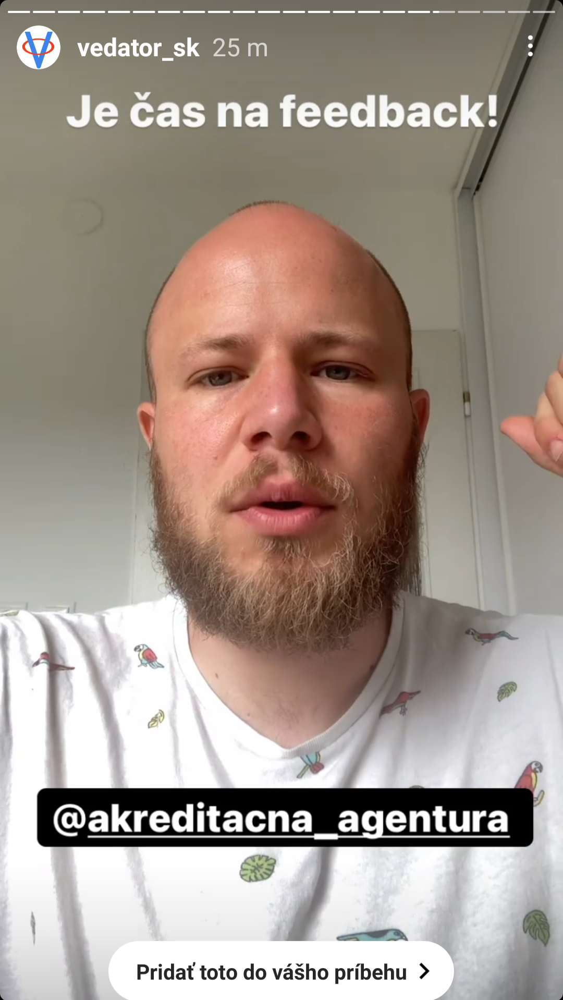 vedator_sk 25 m
Je čas na feedback!
@akreditacna_agentura
Pridať toto do vášho príbehu